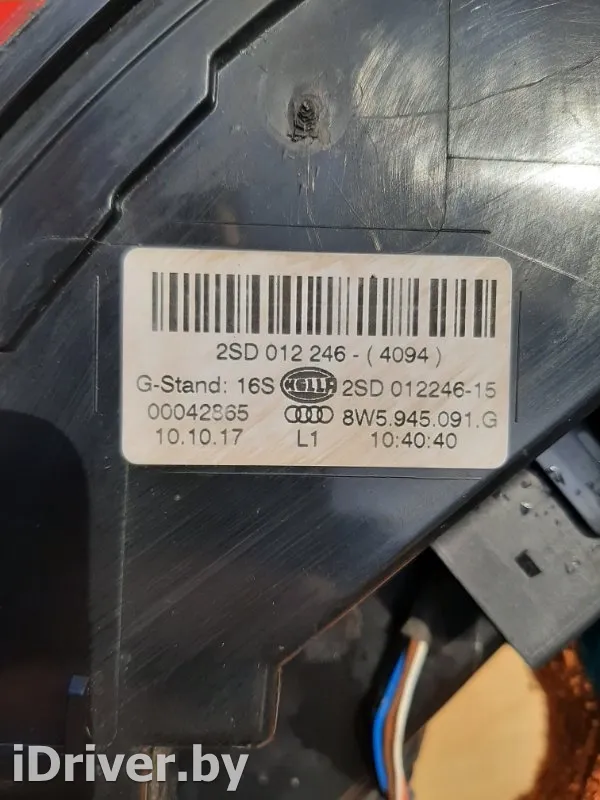 2SD 012 246 - ( 4094 )
G-Stand: 16S HELLA 2SD 012246-15
00042865 8W5.945.091.G
10.10.17 L1 10:40:40
iDriver.by